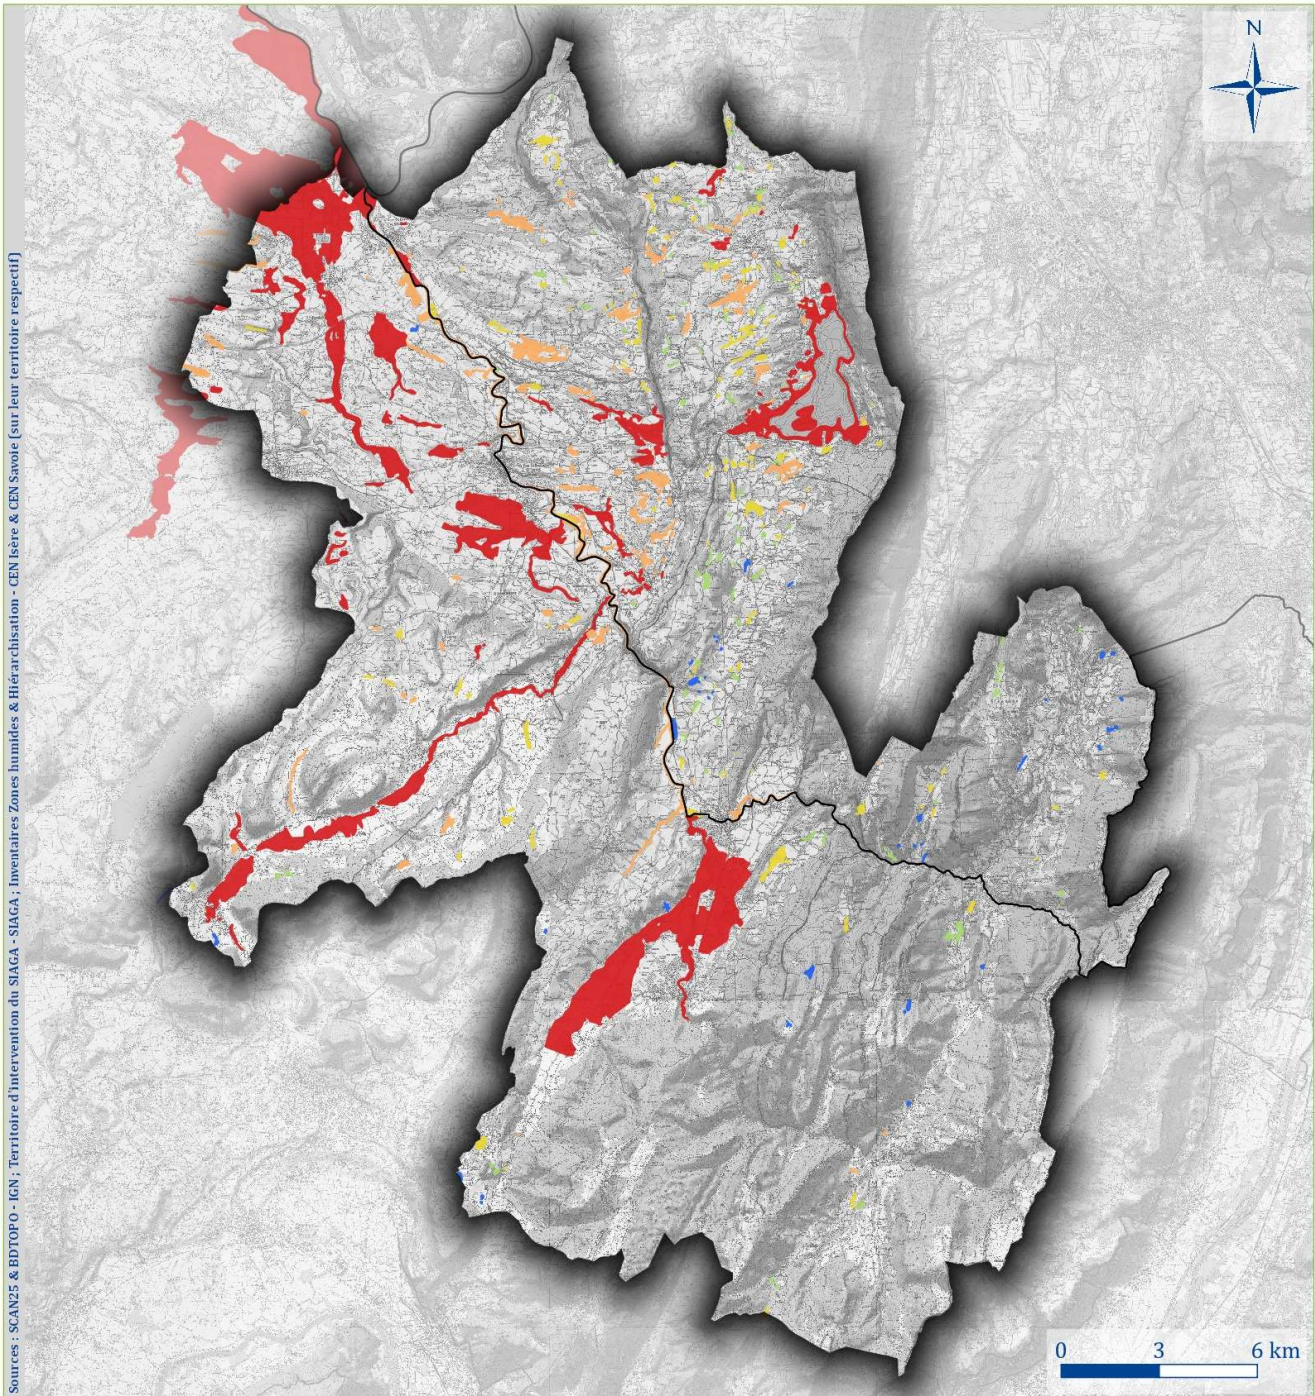 N
Sources : SCAN25 & BDTOPO - IGN ; Territoire d'intervention du SIAGA - SIAGA ; Inventaires Zones humides & Hiérarchisation - CEN Isère & CEN Savoie [sur leur territoire respectif]
0 3 6 km